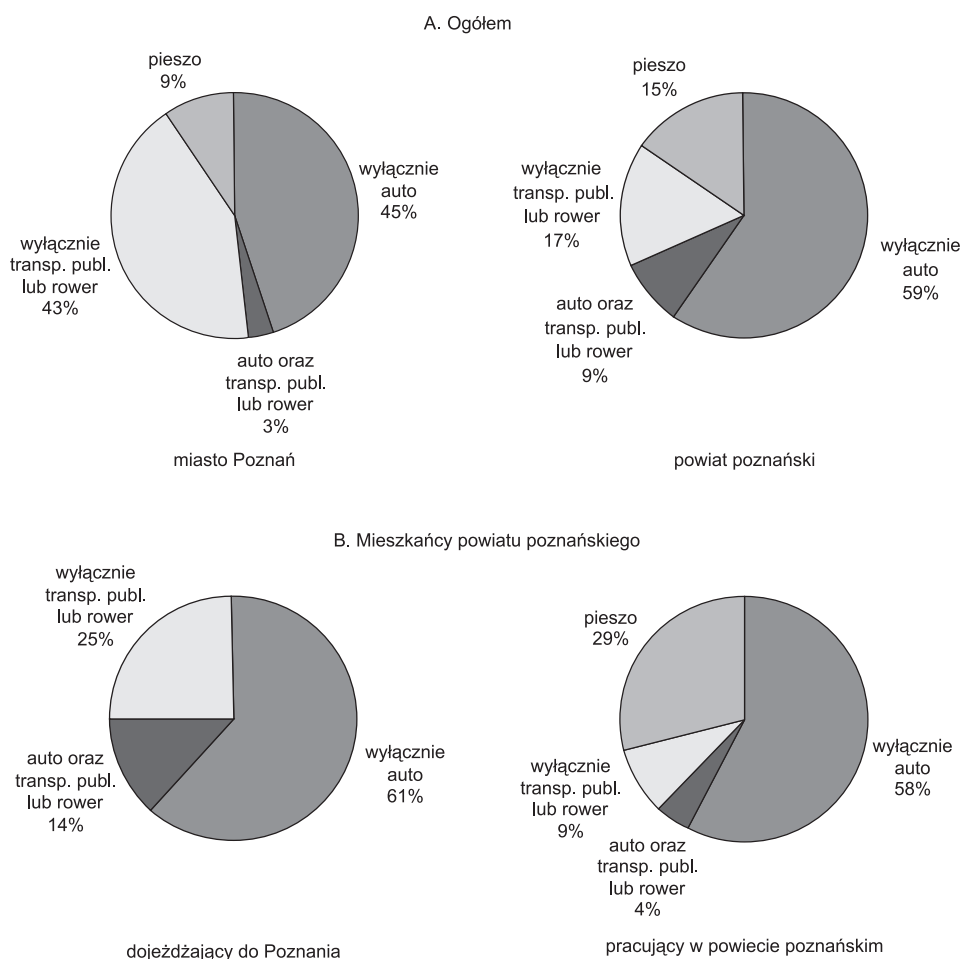 A. Ogółem
pieszo
9%
wyłącznie
auto
45%
wyłącznie
transp. publ.
lub rower
43%
auto oraz
transp. publ.
lub rower
3%
miasto Poznań
pieszo
15%
wyłącznie
transp. publ.
lub rower
17%
wyłącznie
auto
59%
auto oraz
transp. publ.
lub rower
9%
powiat poznański
B. Mieszkańcy powiatu poznańskiego
wyłącznie
transp. publ.
lub rower
25%
auto oraz
transp. publ.
lub rower
14%
wyłącznie
auto
61%
dojeżdżający do Poznania
pieszo
29%
wyłącznie
transp. publ.
lub rower
9%
wyłącznie
auto
58%
auto oraz
transp. publ.
lub rower
4%
pracujący w powiecie poznańskim